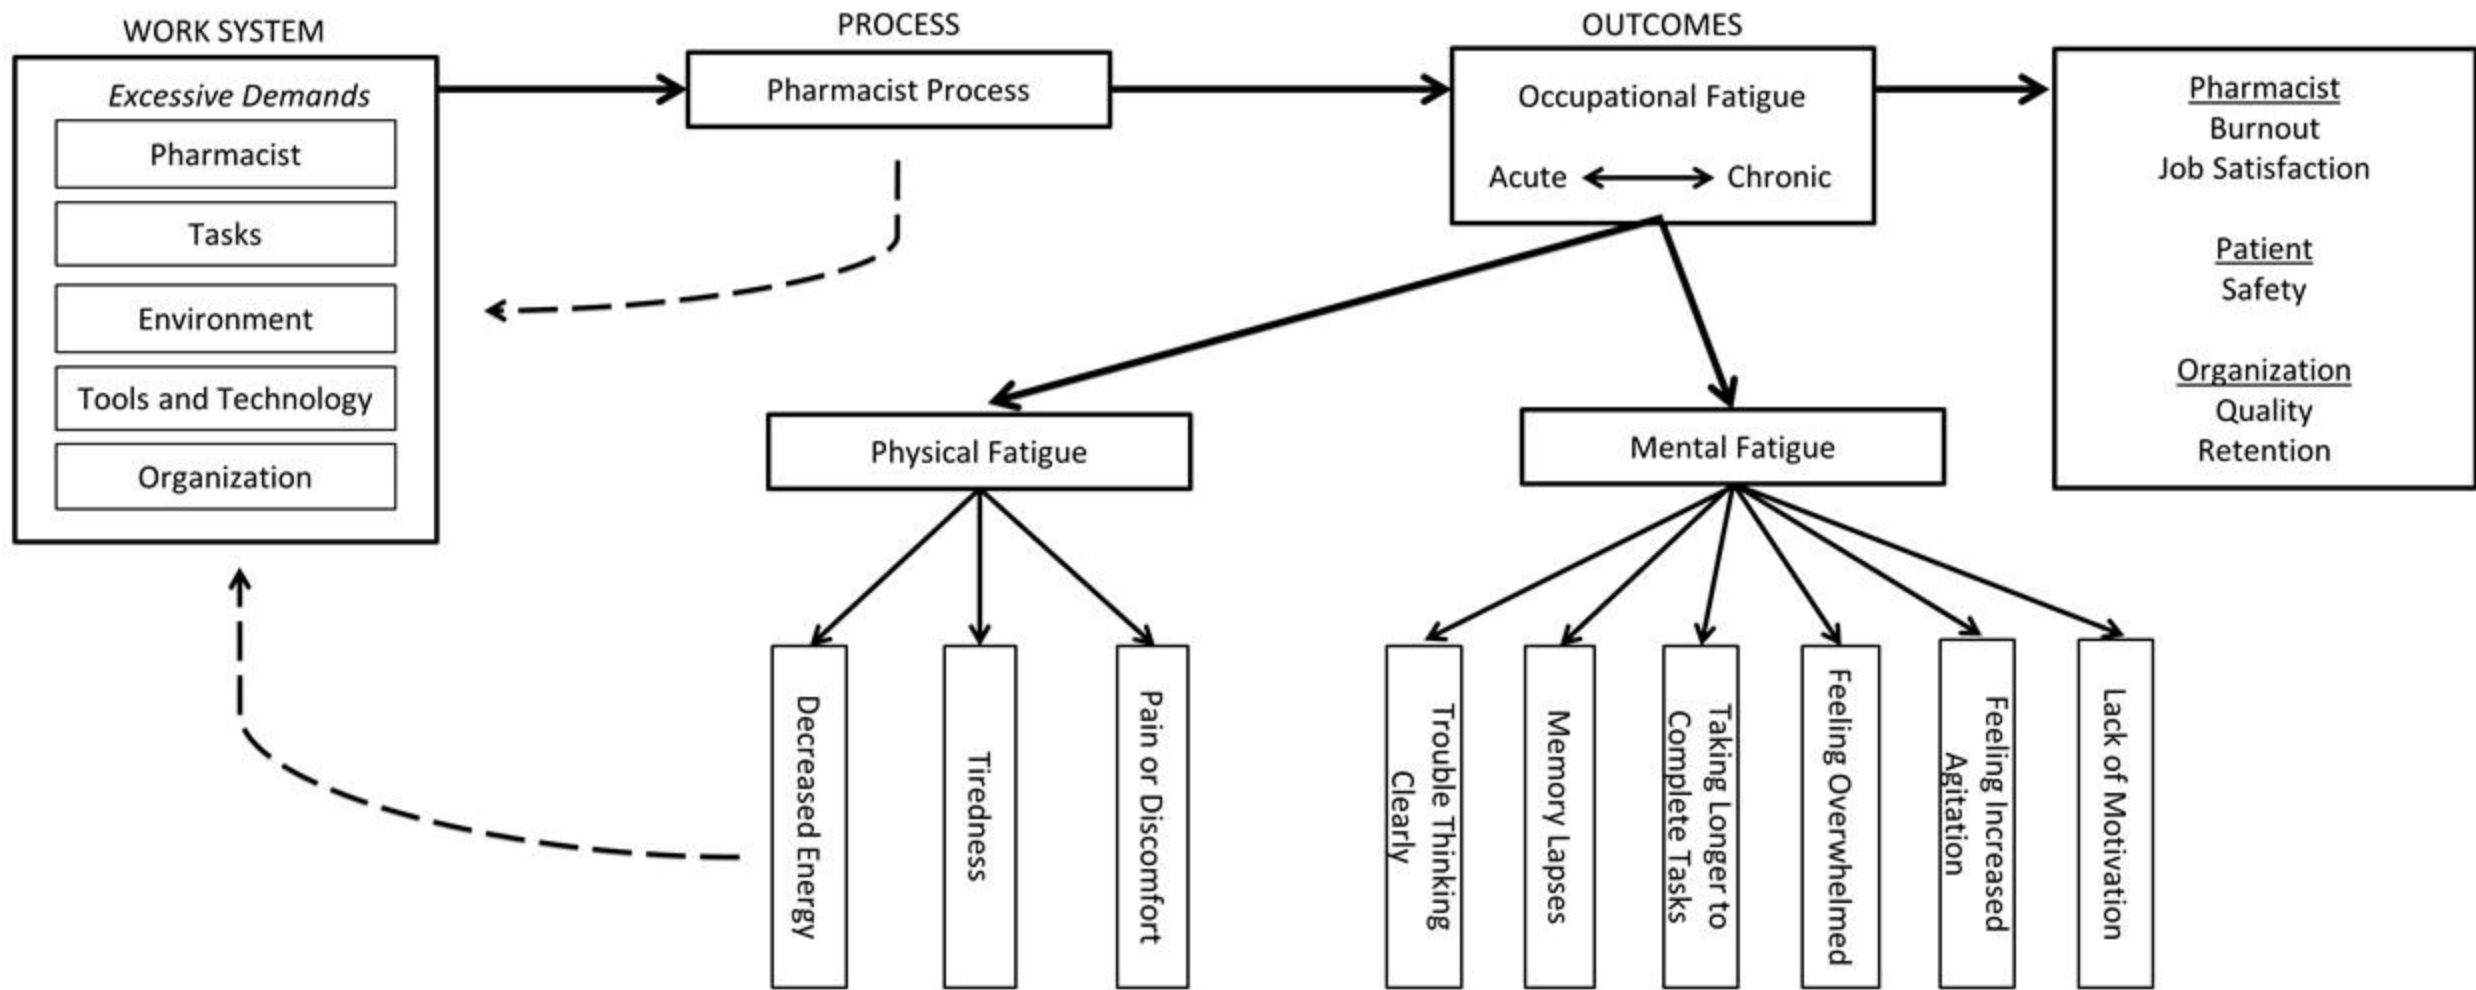 WORK SYSTEM
Excessive Demands
Pharmacist
Tasks
Environment
Tools and Technology
Organization
PROCESS
Pharmacist Process
OUTCOMES
Occupational Fatigue
Acute
Chronic
Pharmacist
Burnout
Job Satisfaction
Patient
Safety
Organization
Quality
Retention
Physical Fatigue
Mental Fatigue
Decreased Energy
Tiredness
Pain or Discomfort
Trouble Thinking
Clearly
Memory Lapses
Taking Longer to
Complete Tasks
Feeling Overwhelmed
Feeling Increased
Agitation
Lack of Motivation